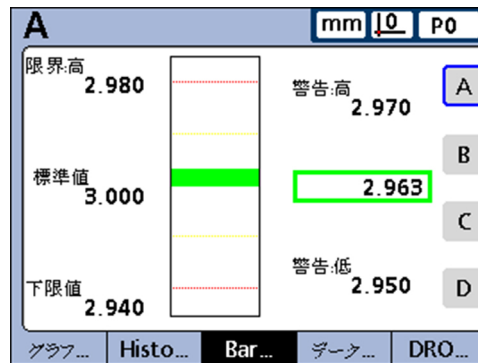 A mm 0 P0
限界:高
2.980
警告:高
2.970
A
B
標準値
3.000
2.963
C
警告:低
2.950
下限値
2.940
D
グラフ... Histo... Bar... データ... DRO...